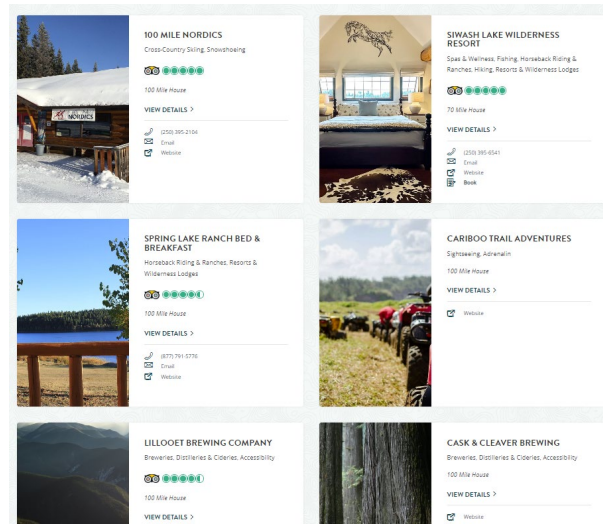 100 MILE NORDICS
Cross-Country Skiing, Snowshoeing
100 Mile House
VIEW DETAILS >
(250) 395-2104
Email
Website
NORDICS
SIWASH LAKE WILDERNESS
RESORT
Spas & Wellness, Fishing, Horseback Riding &
Ranches, Hiking, Resorts & Wilderness Lodges
70 Mile House
VIEW DETAILS >
(250) 395-6541
Email
Website
Book
SPRING LAKE RANCH BED &
BREAKFAST
Horseback Riding & Ranches, Resorts &
Wilderness Lodges
100 Mile House
VIEW DETAILS >
(877) 791-5776
Email
Website
CARIBOO TRAIL ADVENTURES
Sightseeing, Adrenalin
100 Mile House
VIEW DETAILS >
Website
LILLOOET BREWING COMPANY
Breweries, Distilleries & Cideries, Accessibility
100 Mile House
VIEW DETAILS >
CASK & CLEAVER BREWING
Breweries, Distilleries & Cideries, Accessibility
100 Mile House
VIEW DETAILS >
Website